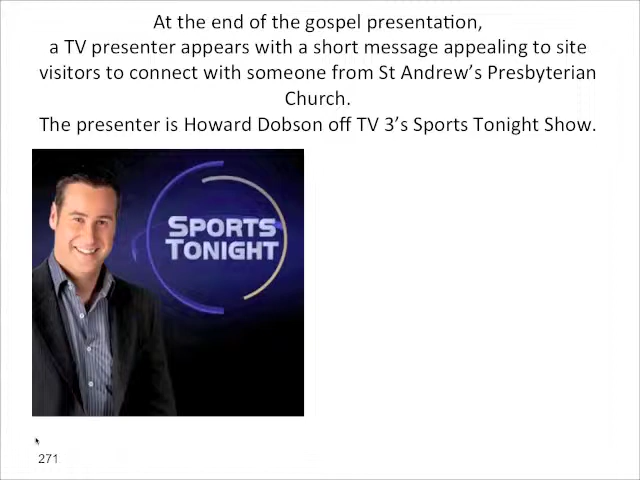 At the end of the gospel presentation,
a TV presenter appears with a short message appealing to site
visitors to connect with someone from St Andrew’s Presbyterian
Church.
The presenter is Howard Dobson off TV 3’s Sports Tonight Show.
SPORTS
TONIGHT
271